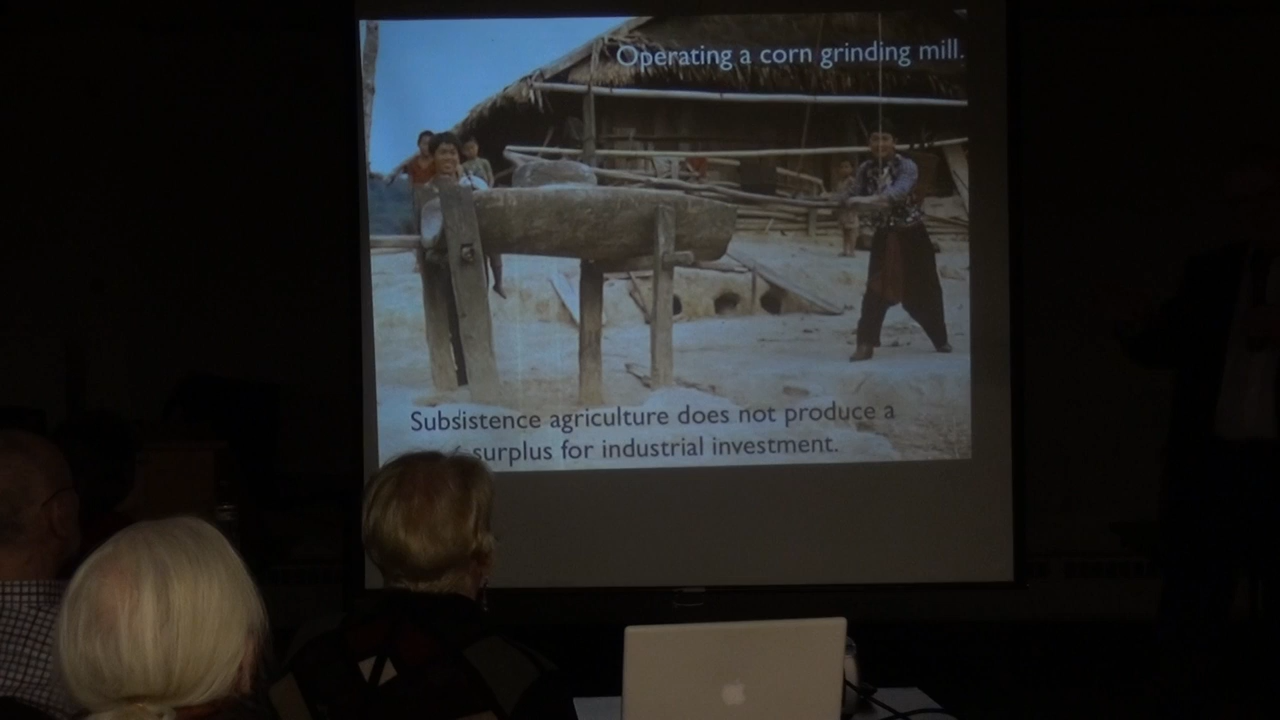 Operating a corn grinding mill.
Subsistence agriculture does not produce a
surplus for industrial investment.